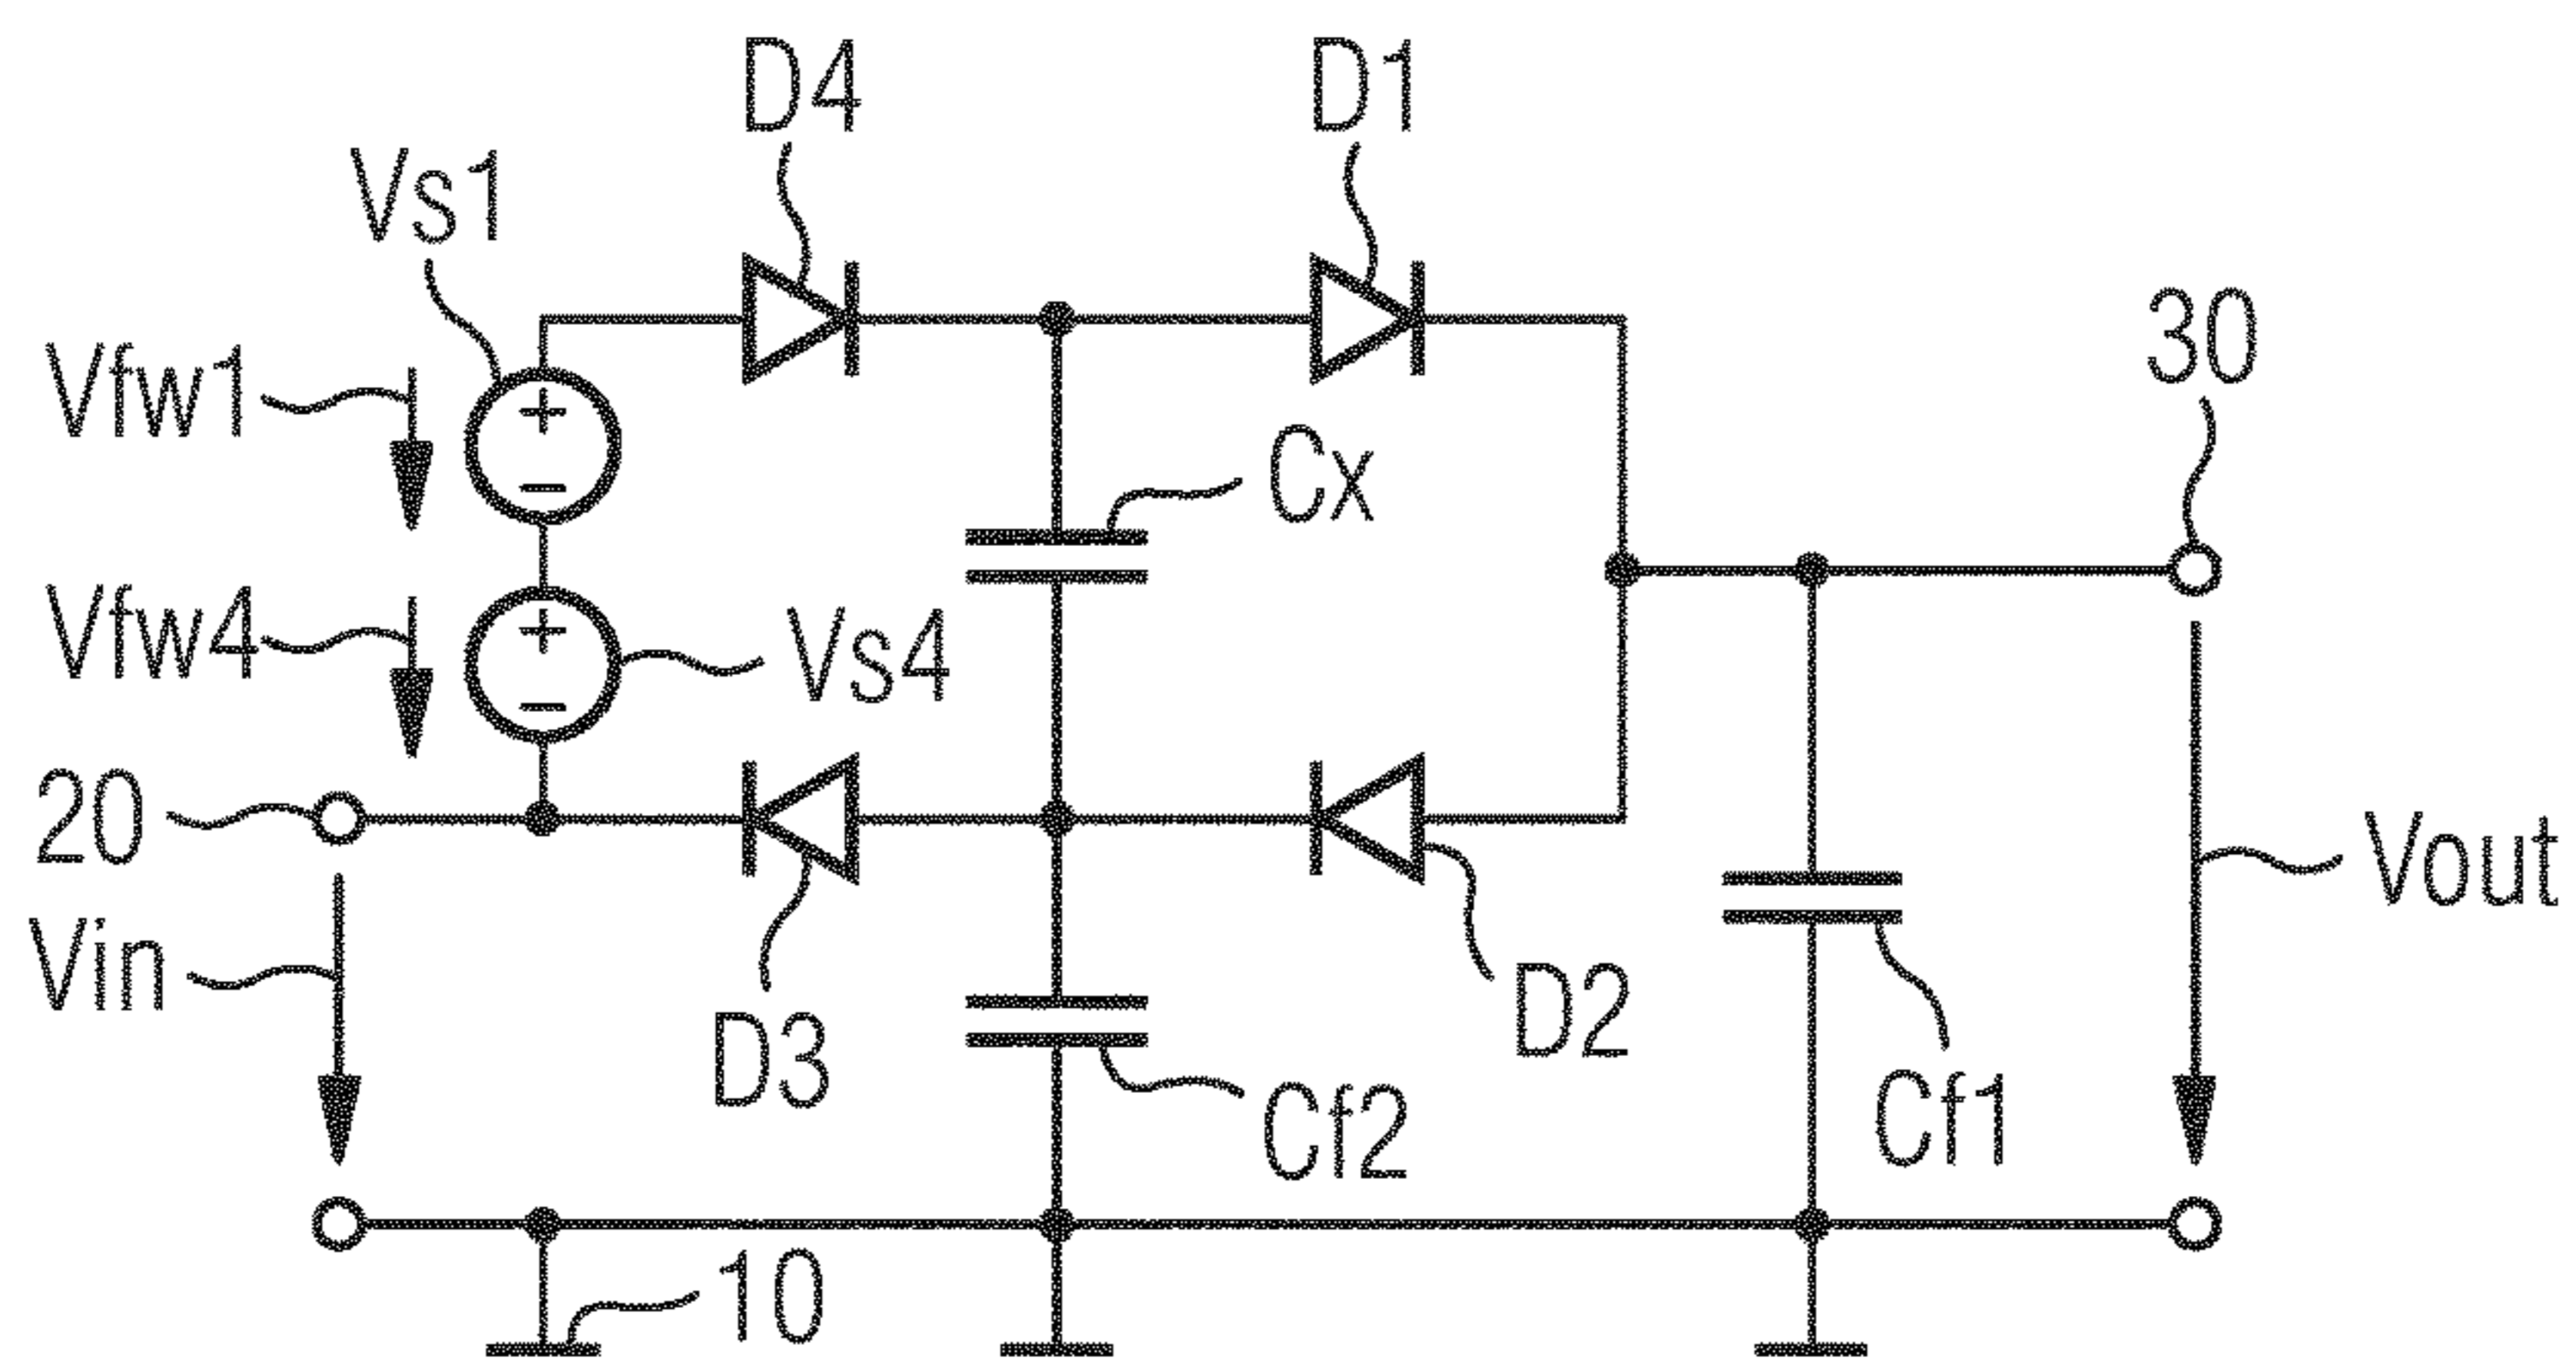 D4 D1
Vs1
30
Vfw1
+
Cx
−
Vfw4
+
Vs4
−
20
Vout
Vin
D3 D2
Cf2 Cf1
10